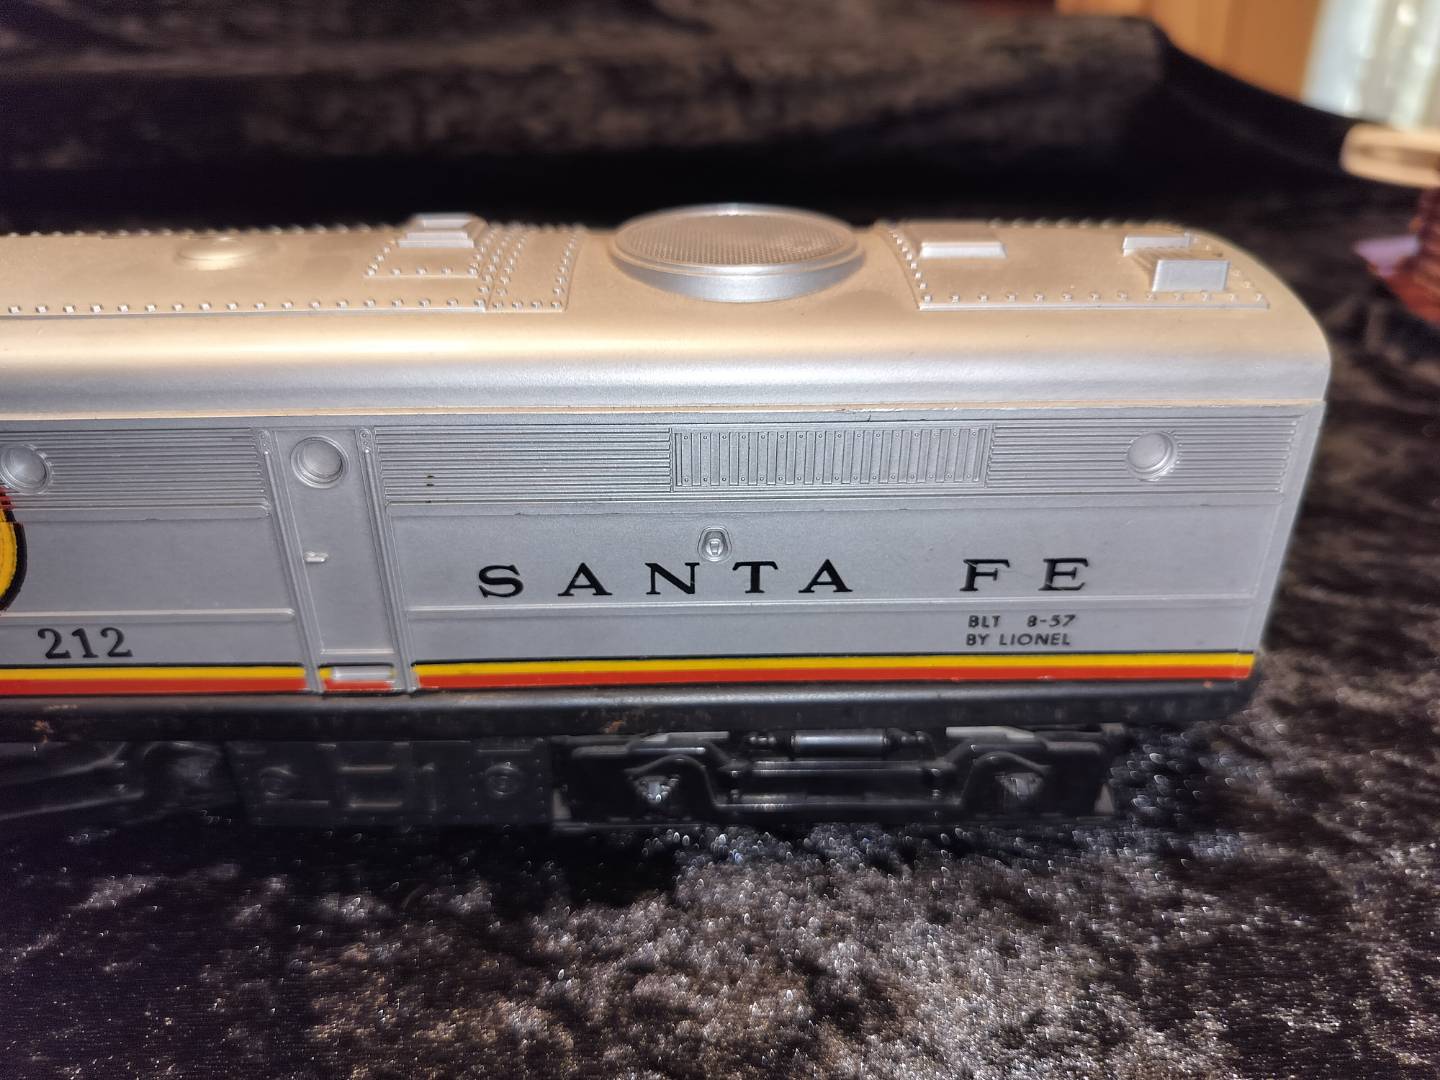 SANTA FE
212
BLT 8-57
BY LIONEL